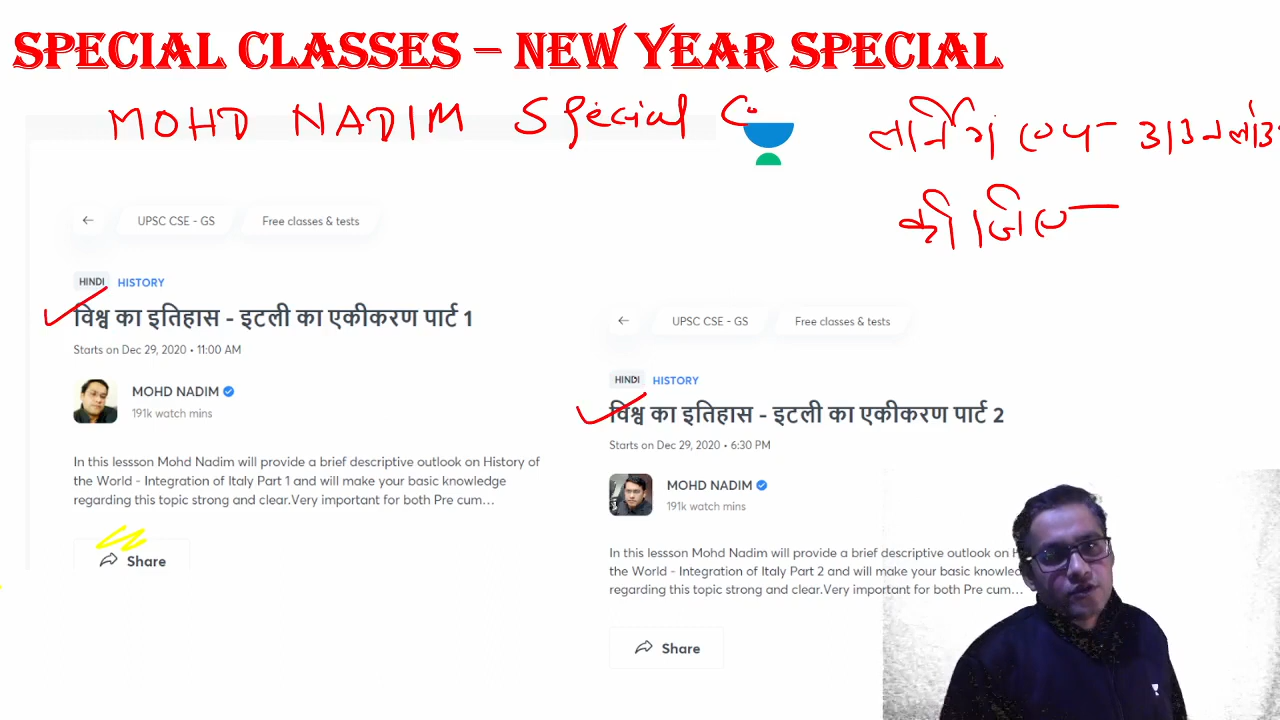 SPECIAL CLASSES – NEW YEAR SPECIAL
MOHD NADIM Special C
लर्निंग एप डाउनलोड
कीजिए
UPSC CSE - GS
Free classes & tests
HINDI HISTORY
विश्व का इतिहास - इटली का एकीकरण पार्ट 1
Starts on Dec 29, 2020 • 11:00 AM
MOHD NADIM
191k watch mins
In this lessson Mohd Nadim will provide a brief descriptive outlook on History of
the World - Integration of Italy Part 1 and will make your basic knowledge
regarding this topic strong and clear.Very important for both Pre cum…
Share
UPSC CSE - GS
Free classes & tests
HINDI HISTORY
विश्व का इतिहास - इटली का एकीकरण पार्ट 2
Starts on Dec 29, 2020 • 6:30 PM
MOHD NADIM
191k watch mins
In this lessson Mohd Nadim will provide a brief descriptive outlook on H
the World - Integration of Italy Part 2 and will make your basic knowled
regarding this topic strong and clear.Very important for both Pre cum…
Share